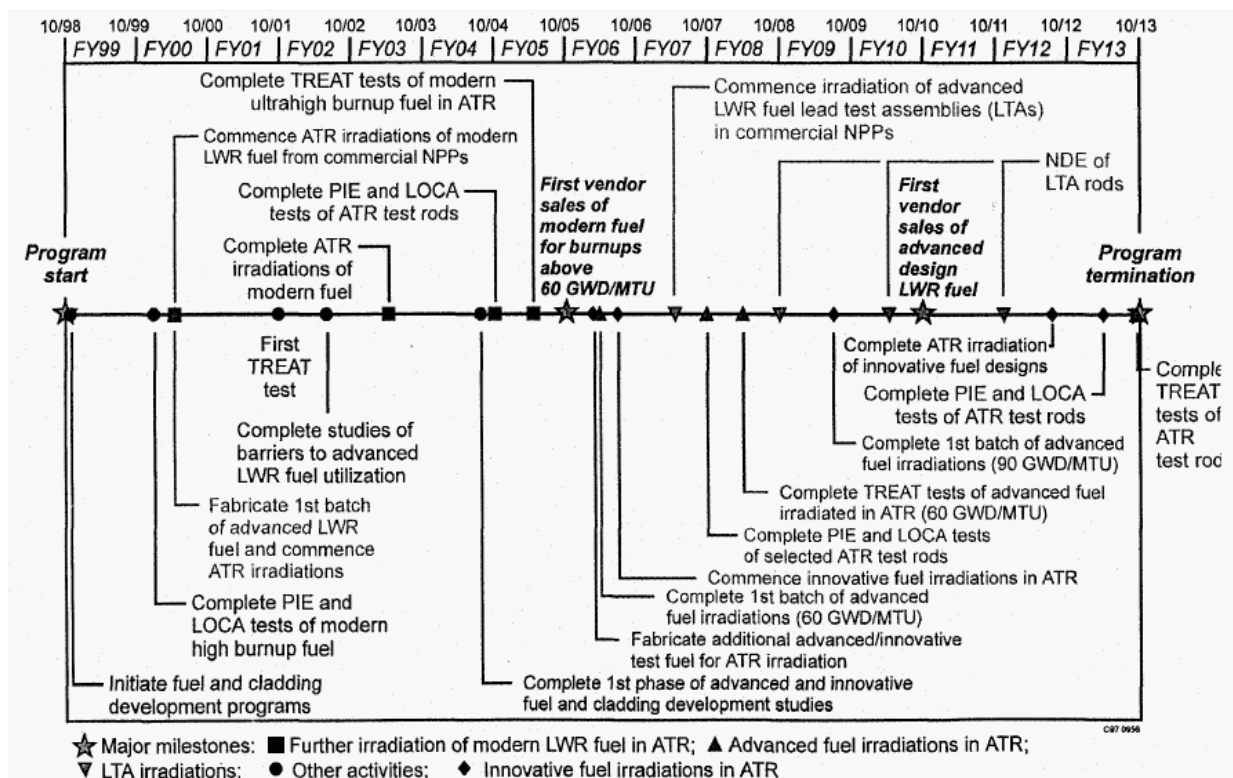 10/98 10/99 10/00 10/01 10/02 10/03 10/04 10/05 10/06 10/07 10/08 10/09 10/10 10/11 10/12 10/13
FY99 FY00 FY01 FY02 FY03 FY04 FY05 FY06 FY07 FY08 FY09 FY10 FY11 FY12 FY13
Complete TREAT tests of modern
ultrahigh burnup fuel in ATR
Commence irradiation of advanced
LWR fuel lead test assemblies (LTAs)
in commercial NPPs
Commence ATR irradiations of modern
LWR fuel from commercial NPPs
NDE of
LTA rods
Complete PIE and LOCA
tests of ATR test rods
First vendor
sales of
modern fuel
for burnups
above
60 GWD/MTU
First
vendor
sales of
advanced
design
LWR fuel
Program
start
Complete ATR
irradiations of
modern fuel
Program
termination
First
TREAT
test
Complete ATR irradiation
of innovative fuel designs
Complete PIE and LOCA
tests of ATR test rods
Comple
TREAT
tests of
ATR
test rod
Complete studies of
barriers to advanced
LWR fuel utilization
Complete 1st batch of advanced
fuel irradiations (90 GWD/MTU)
Fabricate 1st batch
of advanced LWR
fuel and commence
ATR irradiations
Complete TREAT tests of advanced fuel
irradiated in ATR (60 GWD/MTU)
Complete PIE and LOCA tests
of selected ATR test rods
Commence innovative fuel irradiations in ATR
Complete PIE and
LOCA tests of modern
high burnup fuel
Complete 1st batch of advanced
fuel irradiations (60 GWD/MTU)
Fabricate additional advanced/innovative
test fuel for ATR irradiation
Initiate fuel and cladding
development programs
Complete 1st phase of advanced and innovative
fuel and cladding development studies
C97 0956
Major milestones: Further irradiation of modern LWR fuel in ATR; Advanced fuel irradiations in ATR;
LTA irradiations; Other activities; Innovative fuel irradiations in ATR